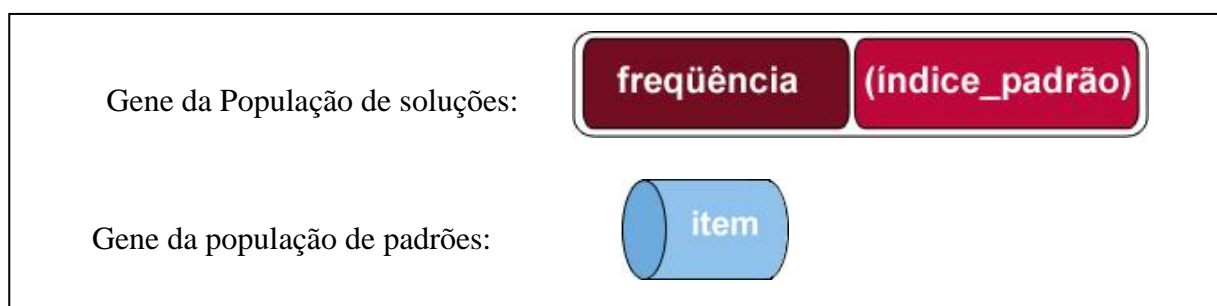 Gene da População de soluções: freqüência (índice_padrão)
Gene da população de padrões: item